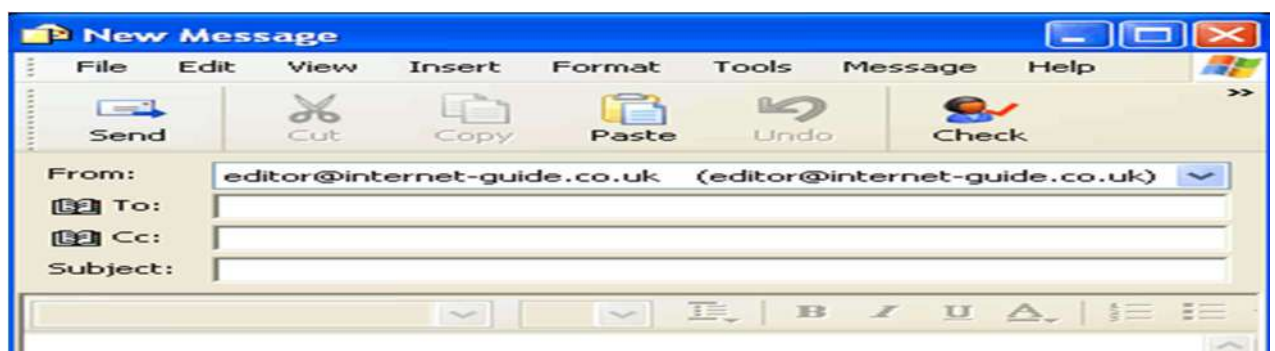 New Message
File Edit View Insert Format Tools Message Help
Send Cut Copy Paste Undo Check
From: editor@internet-guide.co.uk (editor@internet-guide.co.uk)
To:
Cc:
Subject:
B I U A